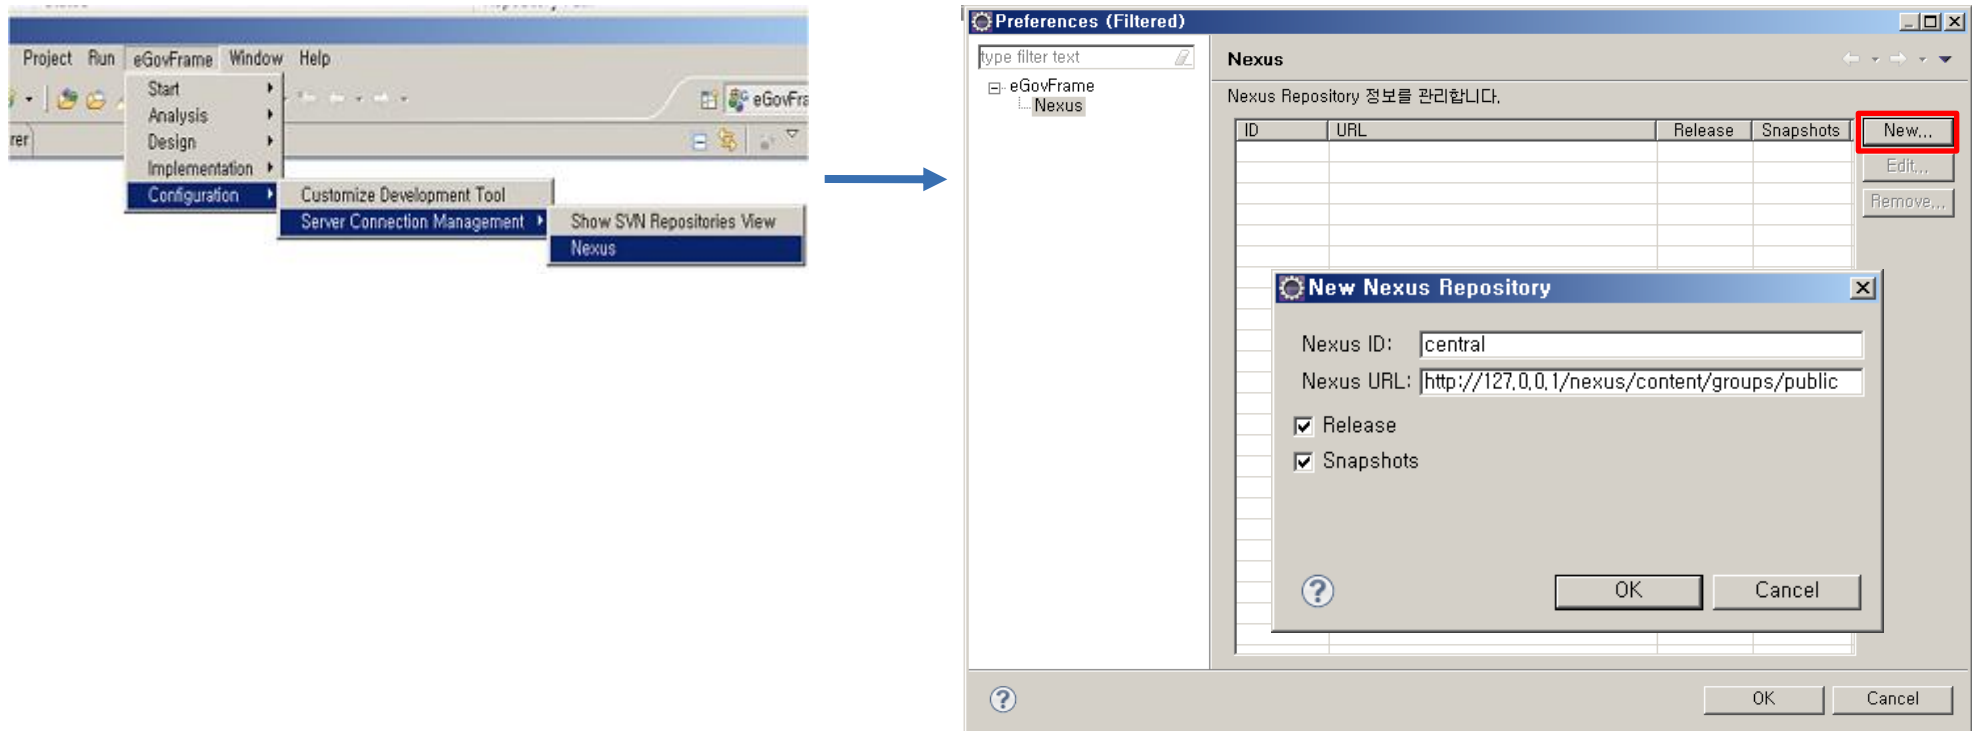 Project Run eGovFrame Window Help
Start
Analysis
Design
Implementation
Configuration
eGovFra
rer
Customize Development Tool
Server Connection Management
Show SVN Repositories View
Nexus
Preferences (Filtered)
type filter text
eGovFrame
Nexus
Nexus
Nexus Repository 정보를 관리합니다.
ID URL Release Snapshots
New...
Edit...
Remove...
New Nexus Repository
Nexus ID: central
Nexus URL: http://127.0.0.1/nexus/content/groups/public
Release
Snapshots
OK Cancel
OK Cancel